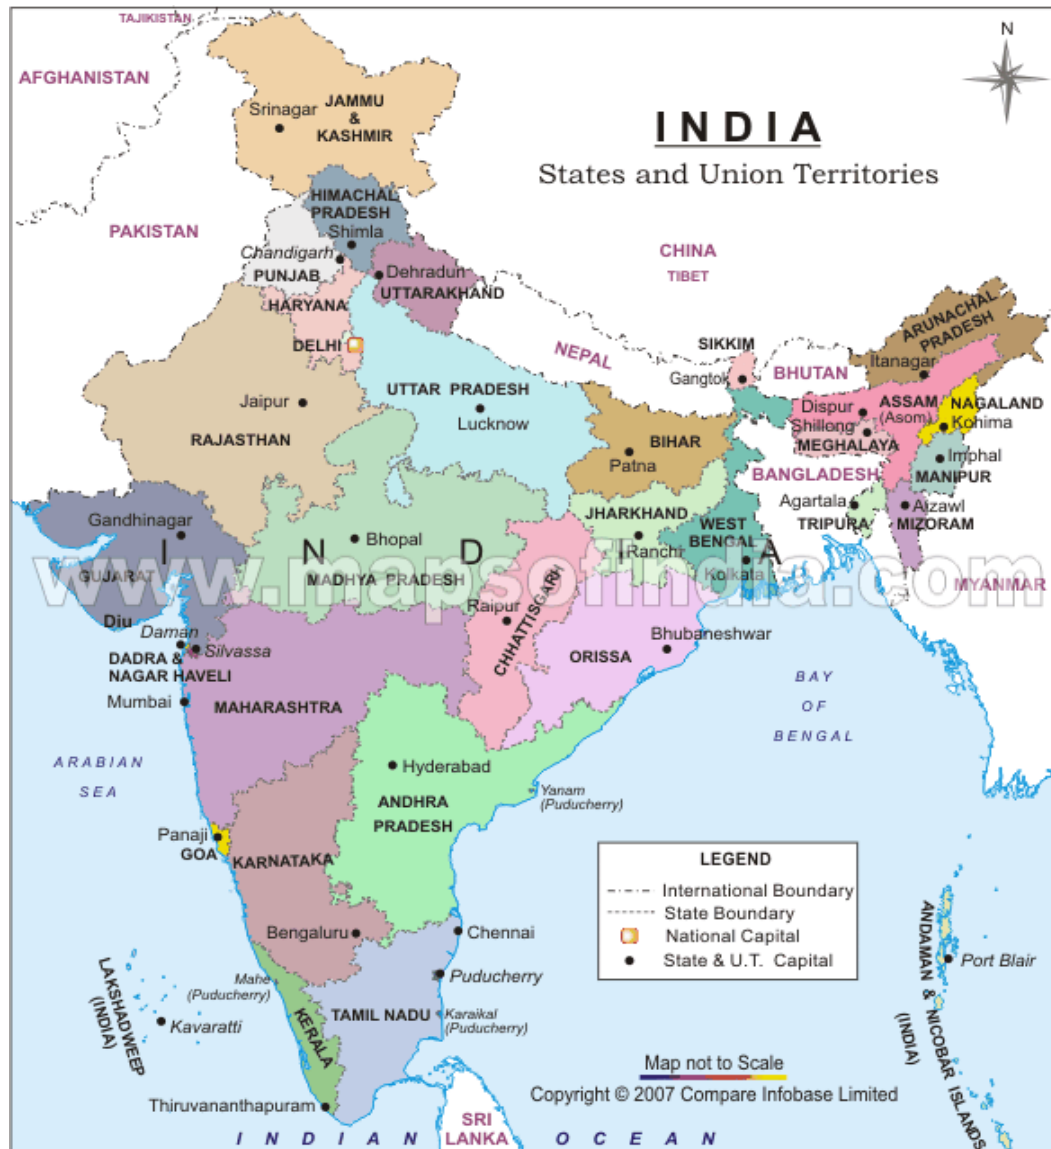 TAJIKISTAN
AFGHANISTAN
N
Srinagar
JAMMU
&
KASHMIR
INDIA
States and Union Territories
HIMACHAL
PRADESH
Shimla
PAKISTAN
Chandigarh
PUNJAB
CHINA
TIBET
Dehradun
UTTARAKHAND
HARYANA
DELHI
NEPAL
SIKKIM
Gangtok
BHUTAN
ARUNACHAL
PRADESH
Itanagar
UTTAR PRADESH
Lucknow
Jaipur
RAJASTHAN
BIHAR
Patna
Dispur
Shillong
MEGHALAYA
ASSAM
(Asom)
NAGALAND
Kohima
BANGLADESH
Imphal
MANIPUR
Agartala
TRIPURA
Aizawl
MIZORAM
Gandhinagar
GUJARAT
Bhopal
MADHYA PRADESH
JHARKHAND
Ranchi
WEST
BENGAL
Kolkata
I N D I A
www.mapsofindia.com
MYANMAR
Diu
Daman
Silvassa
DADRA &
NAGAR HAVELI
Mumbai
MAHARASHTRA
Raipur
CHHATTISGARH
Bhubaneshwar
ORISSA
BAY
OF
BENGAL
ARABIAN
SEA
Hyderabad
ANDHRA
PRADESH
Yanam
(Puducherry)
Panaji
GOA
KARNATAKA
LEGEND
International Boundary
State Boundary
National Capital
State & U.T. Capital
Bengaluru
Chennai
Mahe
(Puducherry)
Puducherry
LAKSHADWEEP
(INDIA)
Kavaratti
KERALA
TAMIL NADU
Karaikal
(Puducherry)
ANDAMAN & NICOBAR ISLANDS
(INDIA)
Port Blair
Thiruvananthapuram
Map not to Scale
Copyright © 2007 Compare Infobase Limited
SRI
LANKA
INDIAN OCEAN